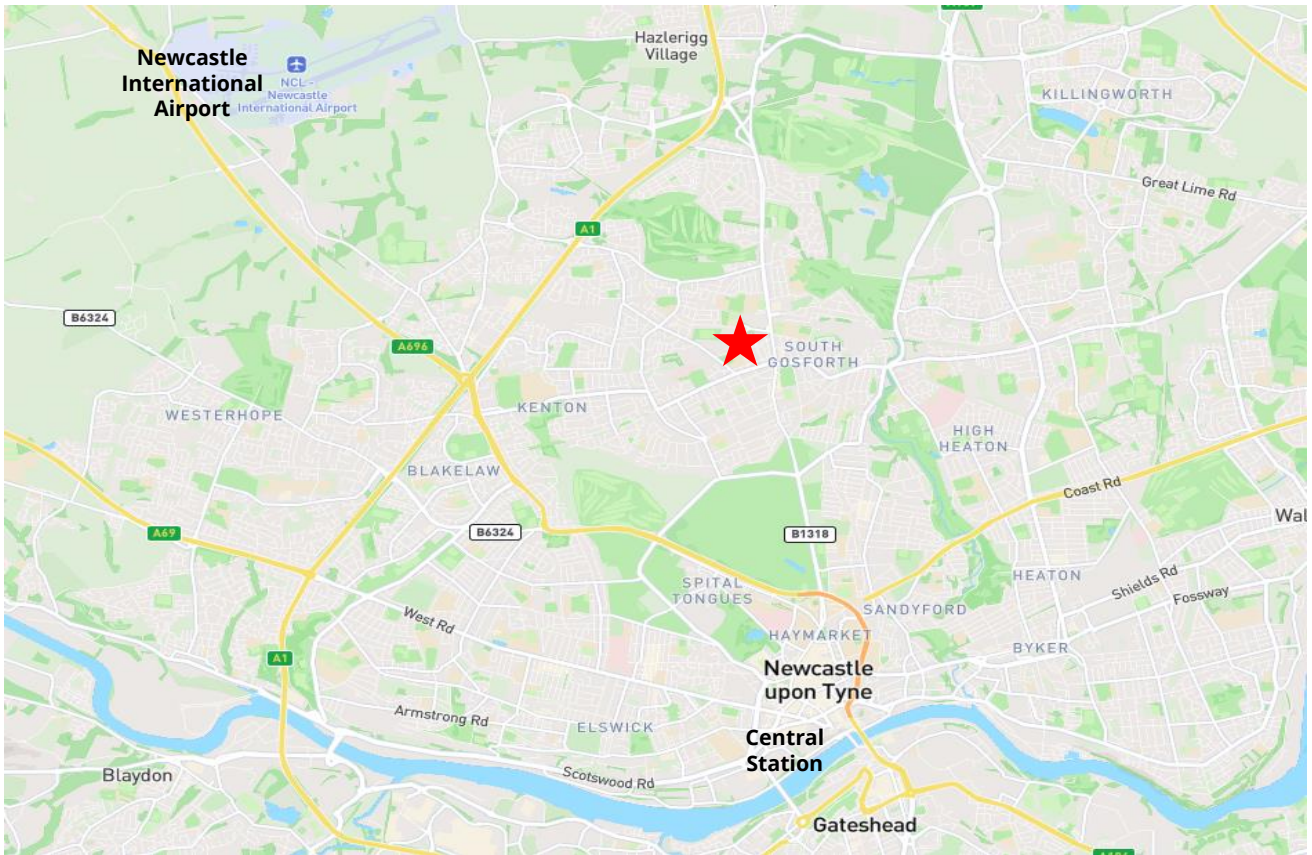 Newcastle
International
Airport
NCL -
Newcastle
International Airport
Hazlerigg
Village
KILLINGWORTH
Great Lime Rd
A1
B6324
A696
SOUTH
GOSFORTH
WESTERHOPE
KENTON
HIGH
HEATON
BLAKELAW
Coast Rd
A69
B6324
B1318
Wal
SPITAL
TONGUES
HEATON
SANDYFORD
Shields Rd
Fossway
West Rd
HAYMARKET
BYKER
A1
Newcastle
upon Tyne
Armstrong Rd
ELSWICK
Central
Station
Blaydon
Scotswood Rd
Gateshead